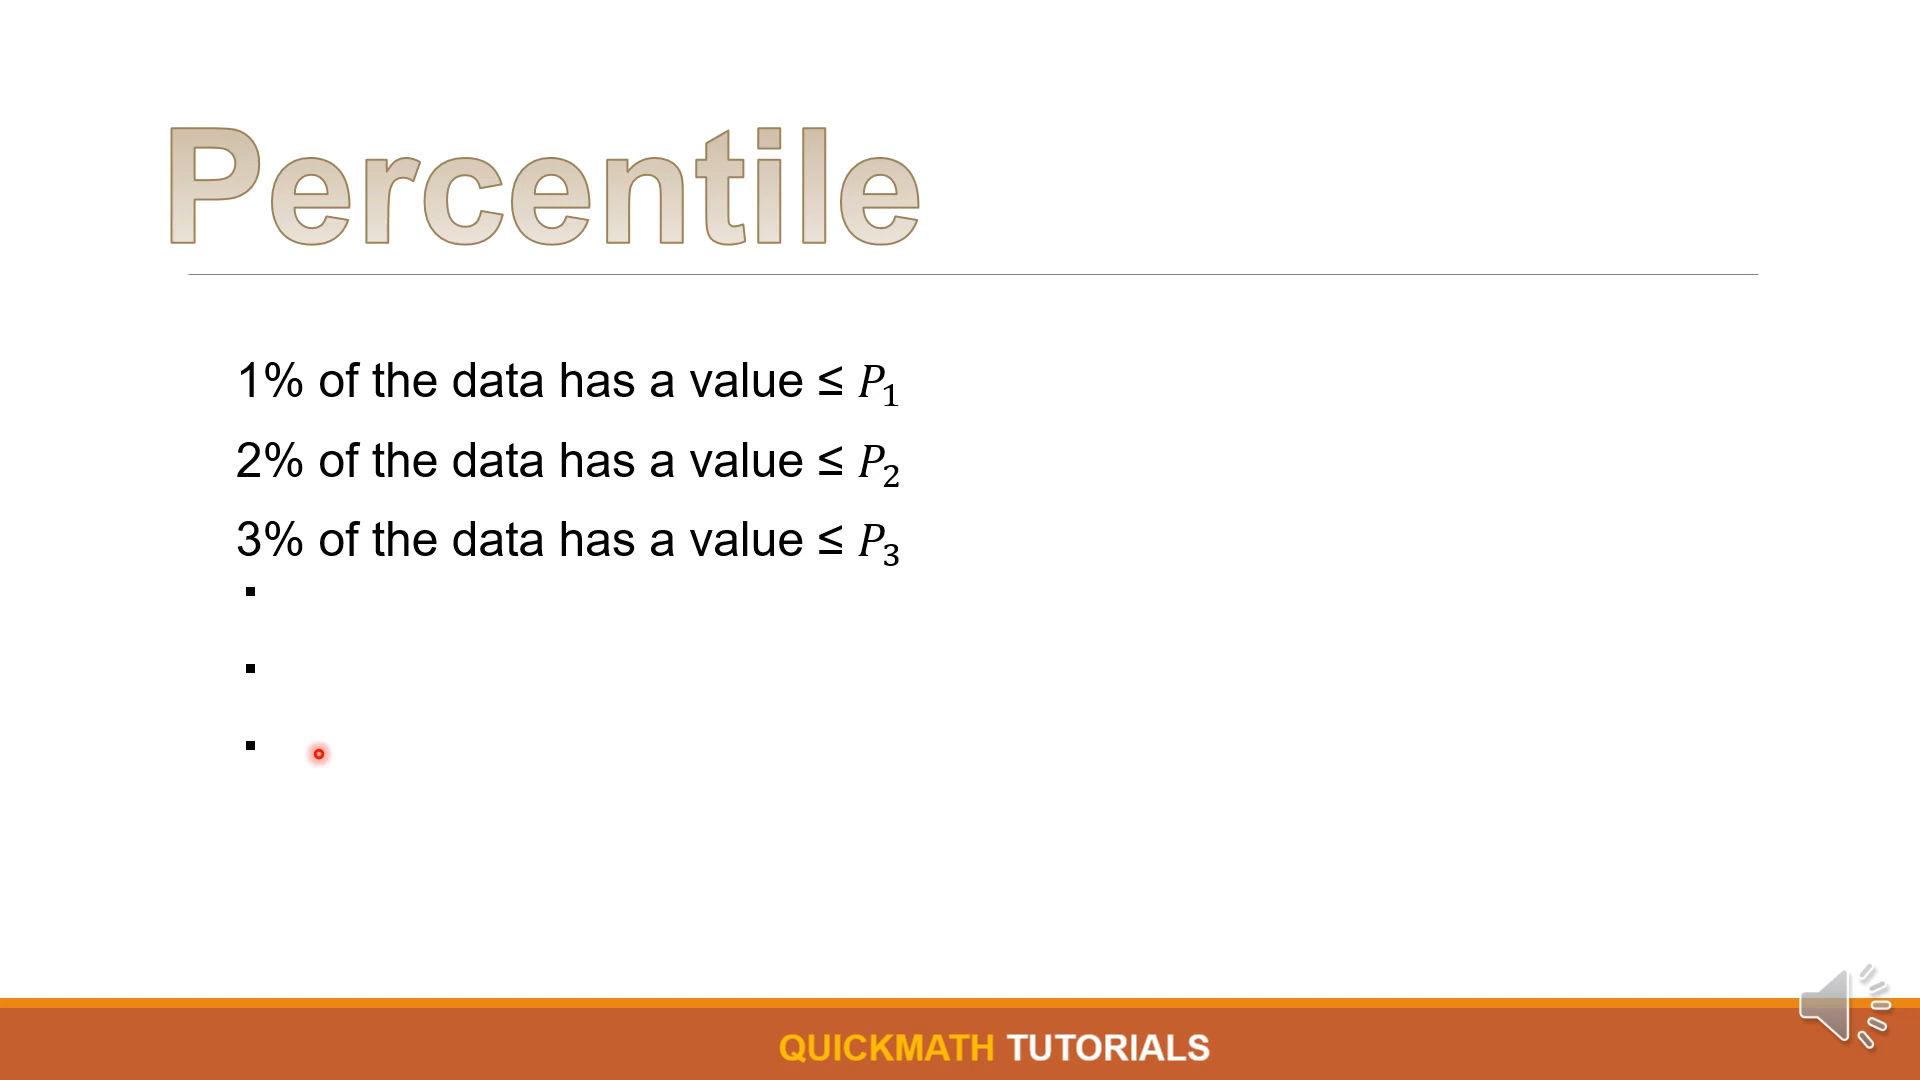 Percentile
1% of the data has a value ≤ P₁
2% of the data has a value ≤ P₂
3% of the data has a value ≤ P₃
▪
▪
▪
QUICKMATH TUTORIALS